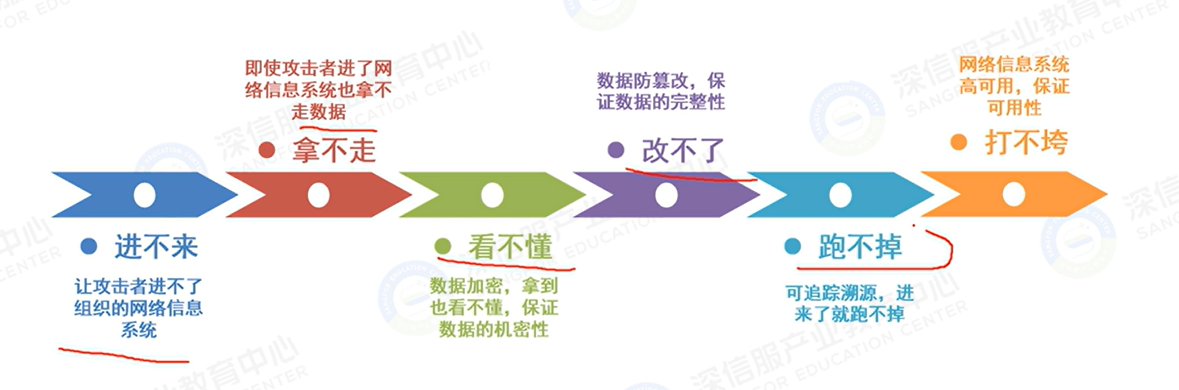 即使攻击者进了网
络信息系统也拿不
走数据
拿不走
数据防篡改，保
证数据的完整性
改不了
网络信息系统
高可用，保证
可用性
打不垮
进不来
让攻击者进不了
组织的网络信息
系统
看不懂
数据加密，拿到
也看不懂，保证
数据的机密性
跑不掉
可追踪溯源，进
来了就跑不掉
深信服产业教育中心
SANGFOR EDUCATION CENTER